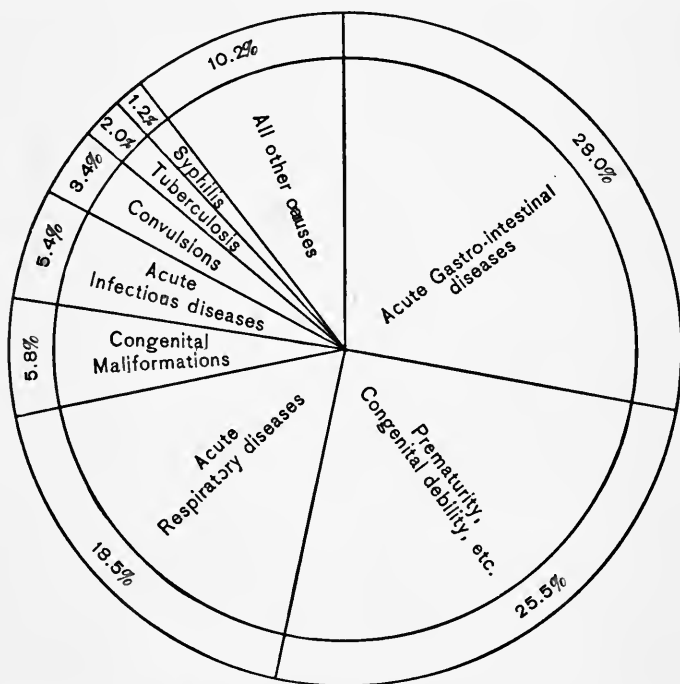 28.0%
Acute Gastro-intestinal
diseases
25.5%
Prematurity,
Congenital debility, etc.
18.5%
Acute
Respiratory diseases
5.8%
Congenital
Malformations
5.4%
Acute
Infectious diseases
3.4%
Convulsions
2.0%
Tuberculosis
1.2%
Syphilis
10.2%
All other causes